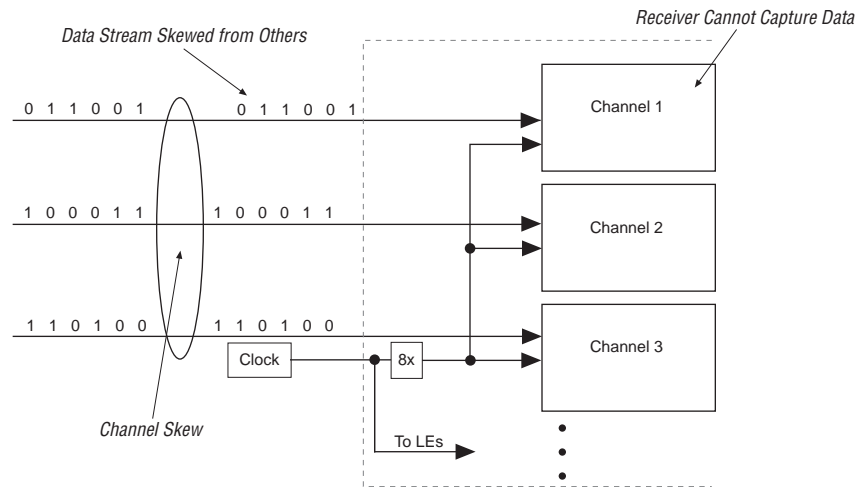 Receiver Cannot Capture Data
Data Stream Skewed from Others
0 1 1 0 0 1
0 1 1 0 0 1
Channel 1
1 0 0 0 1 1
1 0 0 0 1 1
Channel 2
1 1 0 1 0 0
1 1 0 1 0 0
Channel 3
Clock
8x
Channel Skew
To LEs